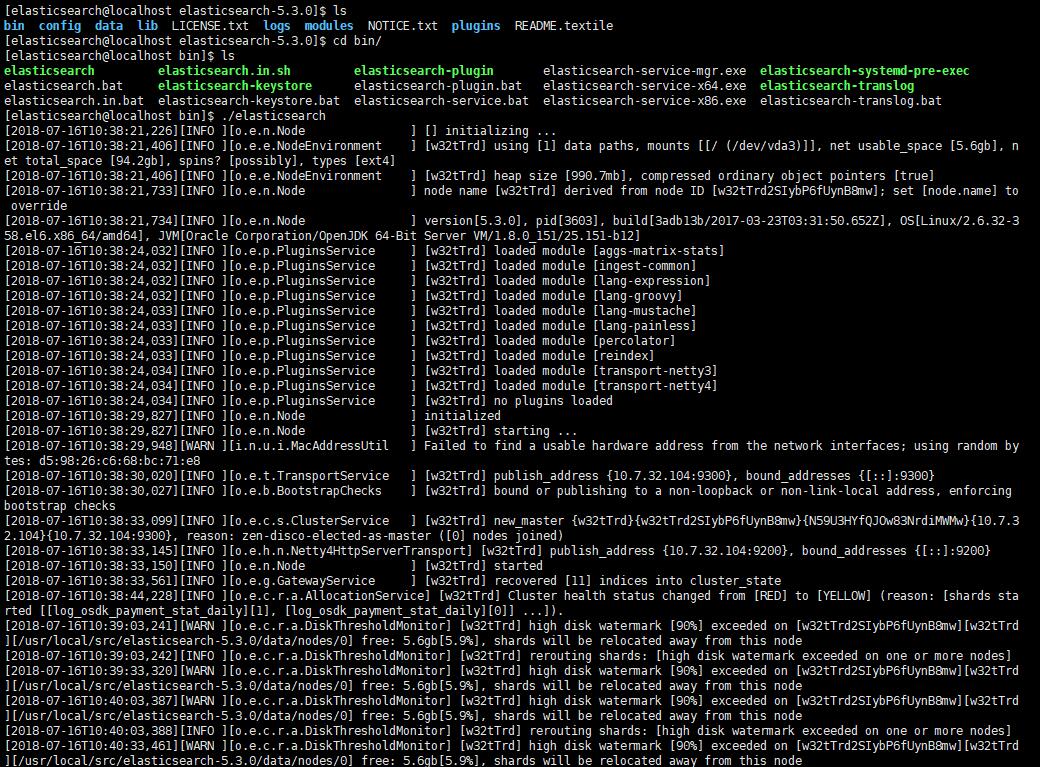 [elasticsearch@localhost elasticsearch-5.3.0]$ ls
bin  config  data  lib  LICENSE.txt  logs  modules  NOTICE.txt  plugins  README.textile
[elasticsearch@localhost elasticsearch-5.3.0]$ cd bin/
[elasticsearch@localhost bin]$ ls
elasticsearch         elasticsearch.in.sh         elasticsearch-plugin       elasticsearch-service-mgr.exe  elasticsearch-systemd-pre-exec
elasticsearch.bat     elasticsearch-keystore      elasticsearch-plugin.bat   elasticsearch-service-x64.exe  elasticsearch-translog
elasticsearch.in.bat  elasticsearch-keystore.bat  elasticsearch-service.bat  elasticsearch-service-x86.exe  elasticsearch-translog.bat
[elasticsearch@localhost bin]$ ./elasticsearch
[2018-07-16T10:38:21,226][INFO ][o.e.n.Node               ] [] initializing ...
[2018-07-16T10:38:21,406][INFO ][o.e.e.NodeEnvironment    ] [w32tTrd] using [1] data paths, mounts [[/ (/dev/vda3)]], net usable_space [5.6gb], n
et total_space [94.2gb], spins? [possibly], types [ext4]
[2018-07-16T10:38:21,406][INFO ][o.e.e.NodeEnvironment    ] [w32tTrd] heap size [990.7mb], compressed ordinary object pointers [true]
[2018-07-16T10:38:21,733][INFO ][o.e.n.Node               ] node name [w32tTrd] derived from node ID [w32tTrd2SIybP6fUynB8mw]; set [node.name] to
 override
[2018-07-16T10:38:21,734][INFO ][o.e.n.Node               ] version[5.3.0], pid[3603], build[3adb13b/2017-03-23T03:31:50.652Z], OS[Linux/2.6.32-3
58.el6.x86_64/amd64], JVM[Oracle Corporation/OpenJDK 64-Bit Server VM/1.8.0_151/25.151-b12]
[2018-07-16T10:38:24,032][INFO ][o.e.p.PluginsService     ] [w32tTrd] loaded module [aggs-matrix-stats]
[2018-07-16T10:38:24,032][INFO ][o.e.p.PluginsService     ] [w32tTrd] loaded module [ingest-common]
[2018-07-16T10:38:24,032][INFO ][o.e.p.PluginsService     ] [w32tTrd] loaded module [lang-expression]
[2018-07-16T10:38:24,032][INFO ][o.e.p.PluginsService     ] [w32tTrd] loaded module [lang-groovy]
[2018-07-16T10:38:24,033][INFO ][o.e.p.PluginsService     ] [w32tTrd] loaded module [lang-mustache]
[2018-07-16T10:38:24,033][INFO ][o.e.p.PluginsService     ] [w32tTrd] loaded module [lang-painless]
[2018-07-16T10:38:24,033][INFO ][o.e.p.PluginsService     ] [w32tTrd] loaded module [percolator]
[2018-07-16T10:38:24,033][INFO ][o.e.p.PluginsService     ] [w32tTrd] loaded module [reindex]
[2018-07-16T10:38:24,034][INFO ][o.e.p.PluginsService     ] [w32tTrd] loaded module [transport-netty3]
[2018-07-16T10:38:24,034][INFO ][o.e.p.PluginsService     ] [w32tTrd] loaded module [transport-netty4]
[2018-07-16T10:38:24,034][INFO ][o.e.p.PluginsService     ] [w32tTrd] no plugins loaded
[2018-07-16T10:38:29,827][INFO ][o.e.n.Node               ] initialized
[2018-07-16T10:38:29,827][INFO ][o.e.n.Node               ] [w32tTrd] starting ...
[2018-07-16T10:38:29,948][WARN ][i.n.u.i.MacAddressUtil   ] Failed to find a usable hardware address from the network interfaces; using random by
tes: d5:98:26:c6:68:bc:71:e8
[2018-07-16T10:38:30,020][INFO ][o.e.t.TransportService   ] [w32tTrd] publish_address {10.7.32.104:9300}, bound_addresses {[::]:9300}
[2018-07-16T10:38:30,027][INFO ][o.e.b.BootstrapChecks    ] [w32tTrd] bound or publishing to a non-loopback or non-link-local address, enforcing
bootstrap checks
[2018-07-16T10:38:33,099][INFO ][o.e.c.s.ClusterService   ] [w32tTrd] new_master {w32tTrd}{w32tTrd2SIybP6fUynB8mw}{N59U3HYfQJOw83NrdiMWMw}{10.7.3
2.104}{10.7.32.104:9300}, reason: zen-disco-elected-as-master ([0] nodes joined)
[2018-07-16T10:38:33,145][INFO ][o.e.h.n.Netty4HttpServerTransport] [w32tTrd] publish_address {10.7.32.104:9200}, bound_addresses {[::]:9200}
[2018-07-16T10:38:33,150][INFO ][o.e.n.Node               ] [w32tTrd] started
[2018-07-16T10:38:33,561][INFO ][o.e.g.GatewayService     ] [w32tTrd] recovered [11] indices into cluster_state
[2018-07-16T10:38:44,228][INFO ][o.e.c.r.a.AllocationService] [w32tTrd] Cluster health status changed from [RED] to [YELLOW] (reason: [shards sta
rted [[log_osdk_payment_stat_daily][1], [log_osdk_payment_stat_daily][0]] ...]).
[2018-07-16T10:39:03,241][WARN ][o.e.c.r.a.DiskThresholdMonitor] [w32tTrd] high disk watermark [90%] exceeded on [w32tTrd2SIybP6fUynB8mw][w32tTrd
][/usr/local/src/elasticsearch-5.3.0/data/nodes/0] free: 5.6gb[5.9%], shards will be relocated away from this node
[2018-07-16T10:39:03,242][INFO ][o.e.c.r.a.DiskThresholdMonitor] [w32tTrd] rerouting shards: [high disk watermark exceeded on one or more nodes]
[2018-07-16T10:39:33,320][WARN ][o.e.c.r.a.DiskThresholdMonitor] [w32tTrd] high disk watermark [90%] exceeded on [w32tTrd2SIybP6fUynB8mw][w32tTrd
][/usr/local/src/elasticsearch-5.3.0/data/nodes/0] free: 5.6gb[5.9%], shards will be relocated away from this node
[2018-07-16T10:40:03,387][WARN ][o.e.c.r.a.DiskThresholdMonitor] [w32tTrd] high disk watermark [90%] exceeded on [w32tTrd2SIybP6fUynB8mw][w32tTrd
][/usr/local/src/elasticsearch-5.3.0/data/nodes/0] free: 5.6gb[5.9%], shards will be relocated away from this node
[2018-07-16T10:40:03,388][INFO ][o.e.c.r.a.DiskThresholdMonitor] [w32tTrd] rerouting shards: [high disk watermark exceeded on one or more nodes]
[2018-07-16T10:40:33,461][WARN ][o.e.c.r.a.DiskThresholdMonitor] [w32tTrd] high disk watermark [90%] exceeded on [w32tTrd2SIybP6fUynB8mw][w32tTrd
][/usr/local/src/elasticsearch-5.3.0/data/nodes/0] free: 5.6gb[5.9%], shards will be relocated away from this node